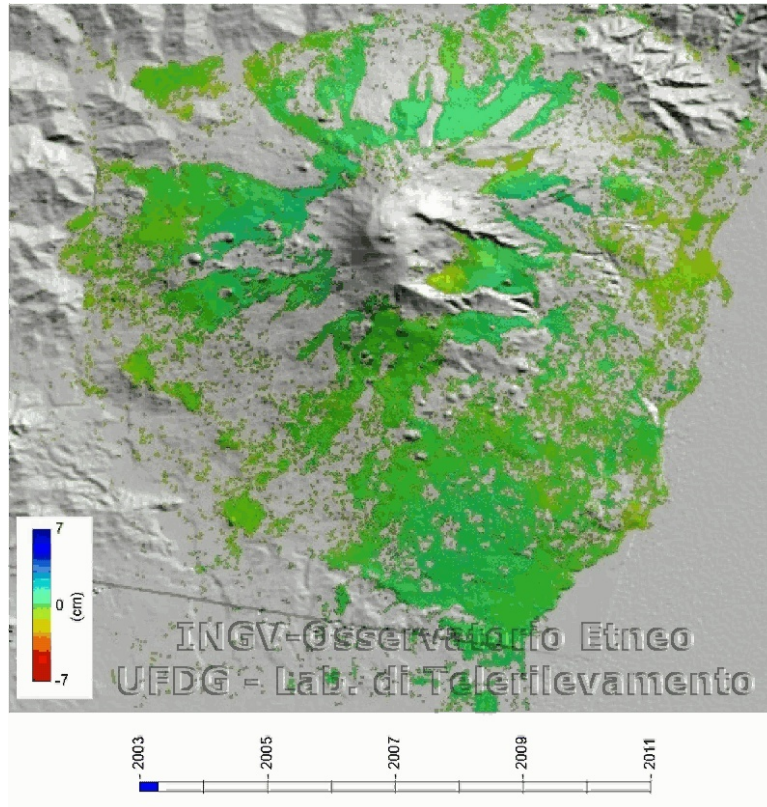 7
0
(cm)
-7
INGV-Osservatorio Etneo
UFDG - Lab. di Telerilevamento
2003
2005
2007
2009
2011